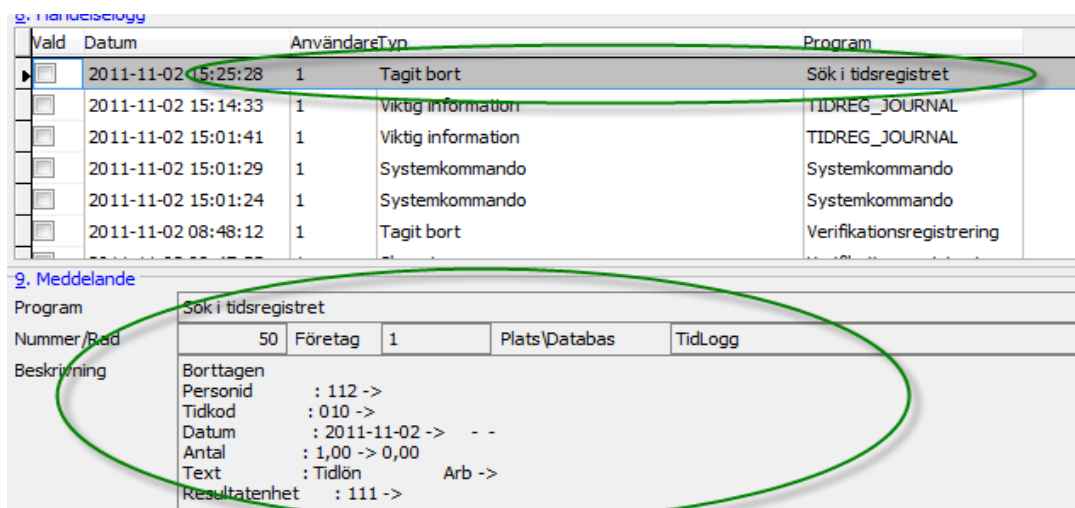 8. Händelselogg
Vald Datum Användare Typ Program
2011-11-02 15:25:28 1 Tagit bort Sök i tidsregistret
2011-11-02 15:14:33 1 Viktig information TIDREG_JOURNAL
2011-11-02 15:01:41 1 Viktig information TIDREG_JOURNAL
2011-11-02 15:01:29 1 Systemkommando Systemkommando
2011-11-02 15:01:24 1 Systemkommando Systemkommando
2011-11-02 08:48:12 1 Tagit bort Verifikationsregistrering
9. Meddelande
Program Sök i tidsregistret
Nummer/Rad 50 Företag 1 Plats\Databas TidLogg
Beskrivning Borttagen
Personid : 112 ->
Tidkod : 010 ->
Datum : 2011-11-02 -> - -
Antal : 1,00 -> 0,00
Text : Tidlön Arb ->
Resultatenhet : 111 ->